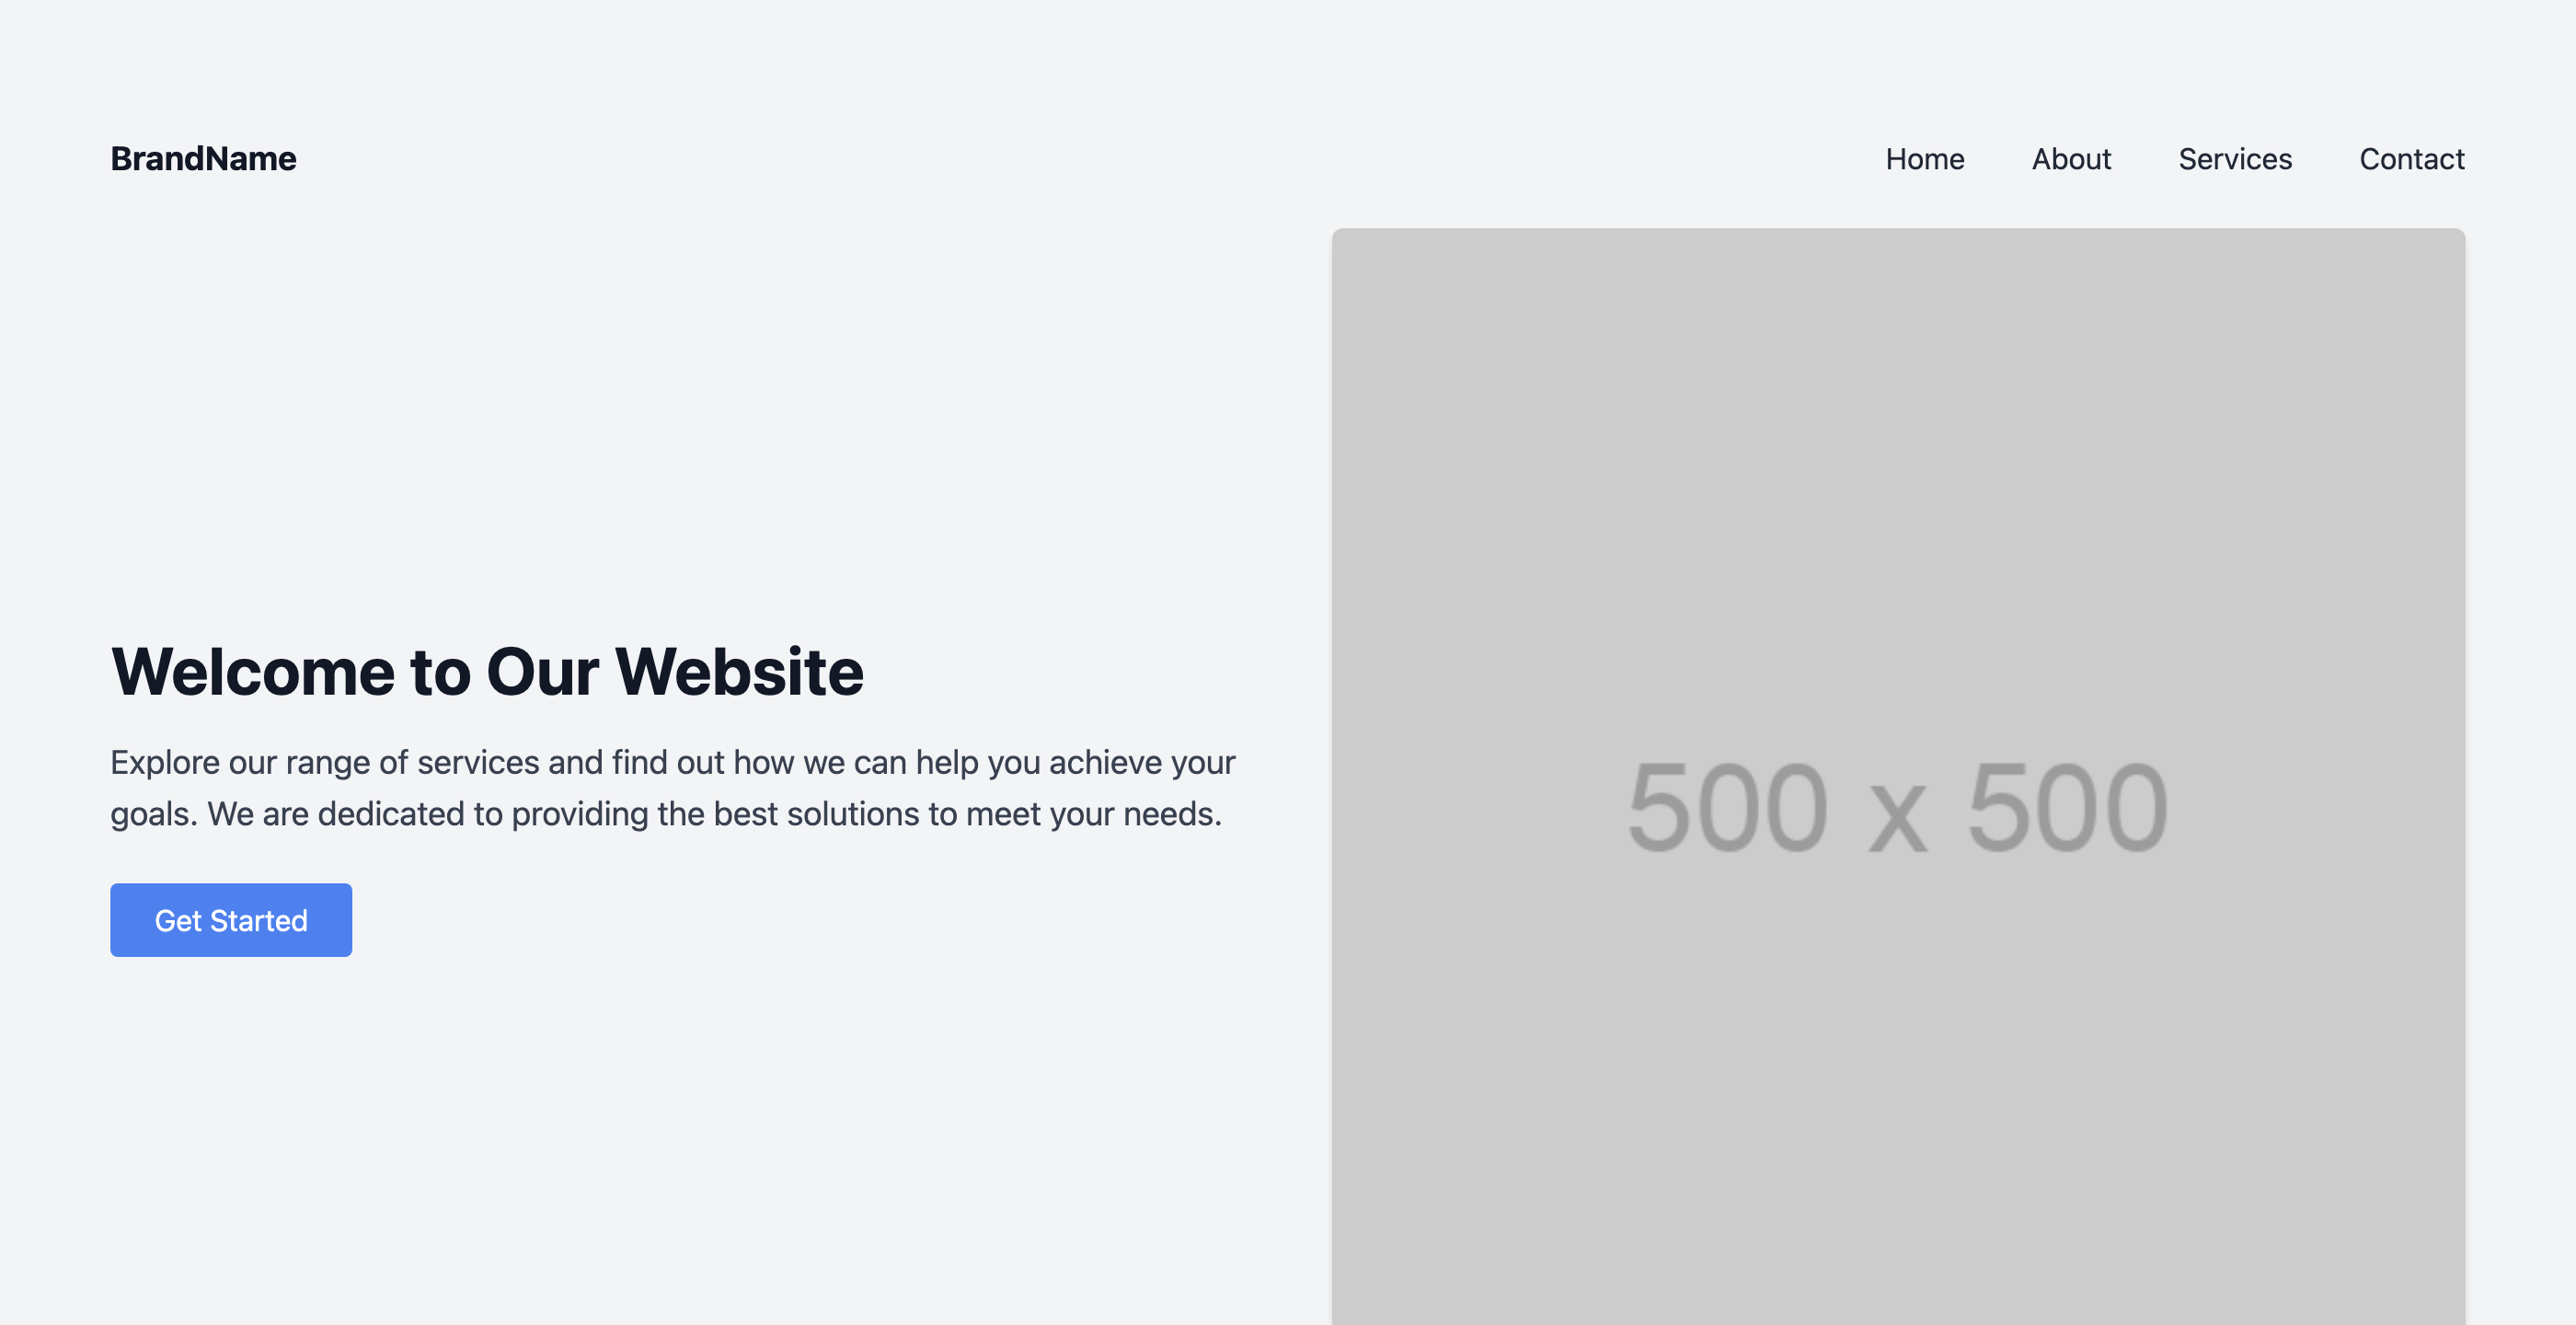 BrandName
Home
About
Services
Contact
Welcome to Our Website
Explore our range of services and find out how we can help you achieve your
goals. We are dedicated to providing the best solutions to meet your needs.
Get Started
500 x 500